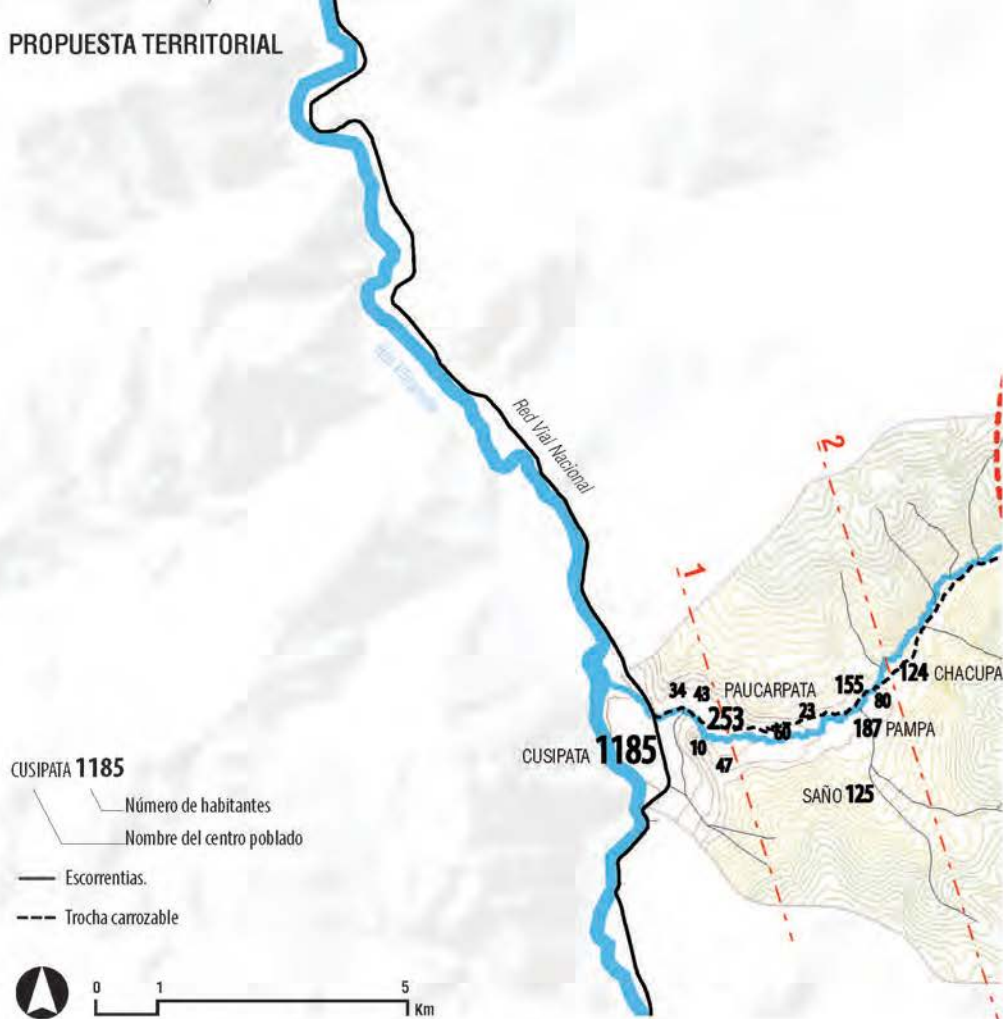 PROPUESTA TERRITORIAL
Red Vial Nacional
2
1
34
43
PAUCARPATA
155
124 CHACUPA
253
23
80
60
187 PAMPA
10
47
CUSIPATA 1185
SAÑO 125
CUSIPATA 1185
Número de habitantes
Nombre del centro poblado
Escorrentias.
Trocha carrozable
0 1 5
Km